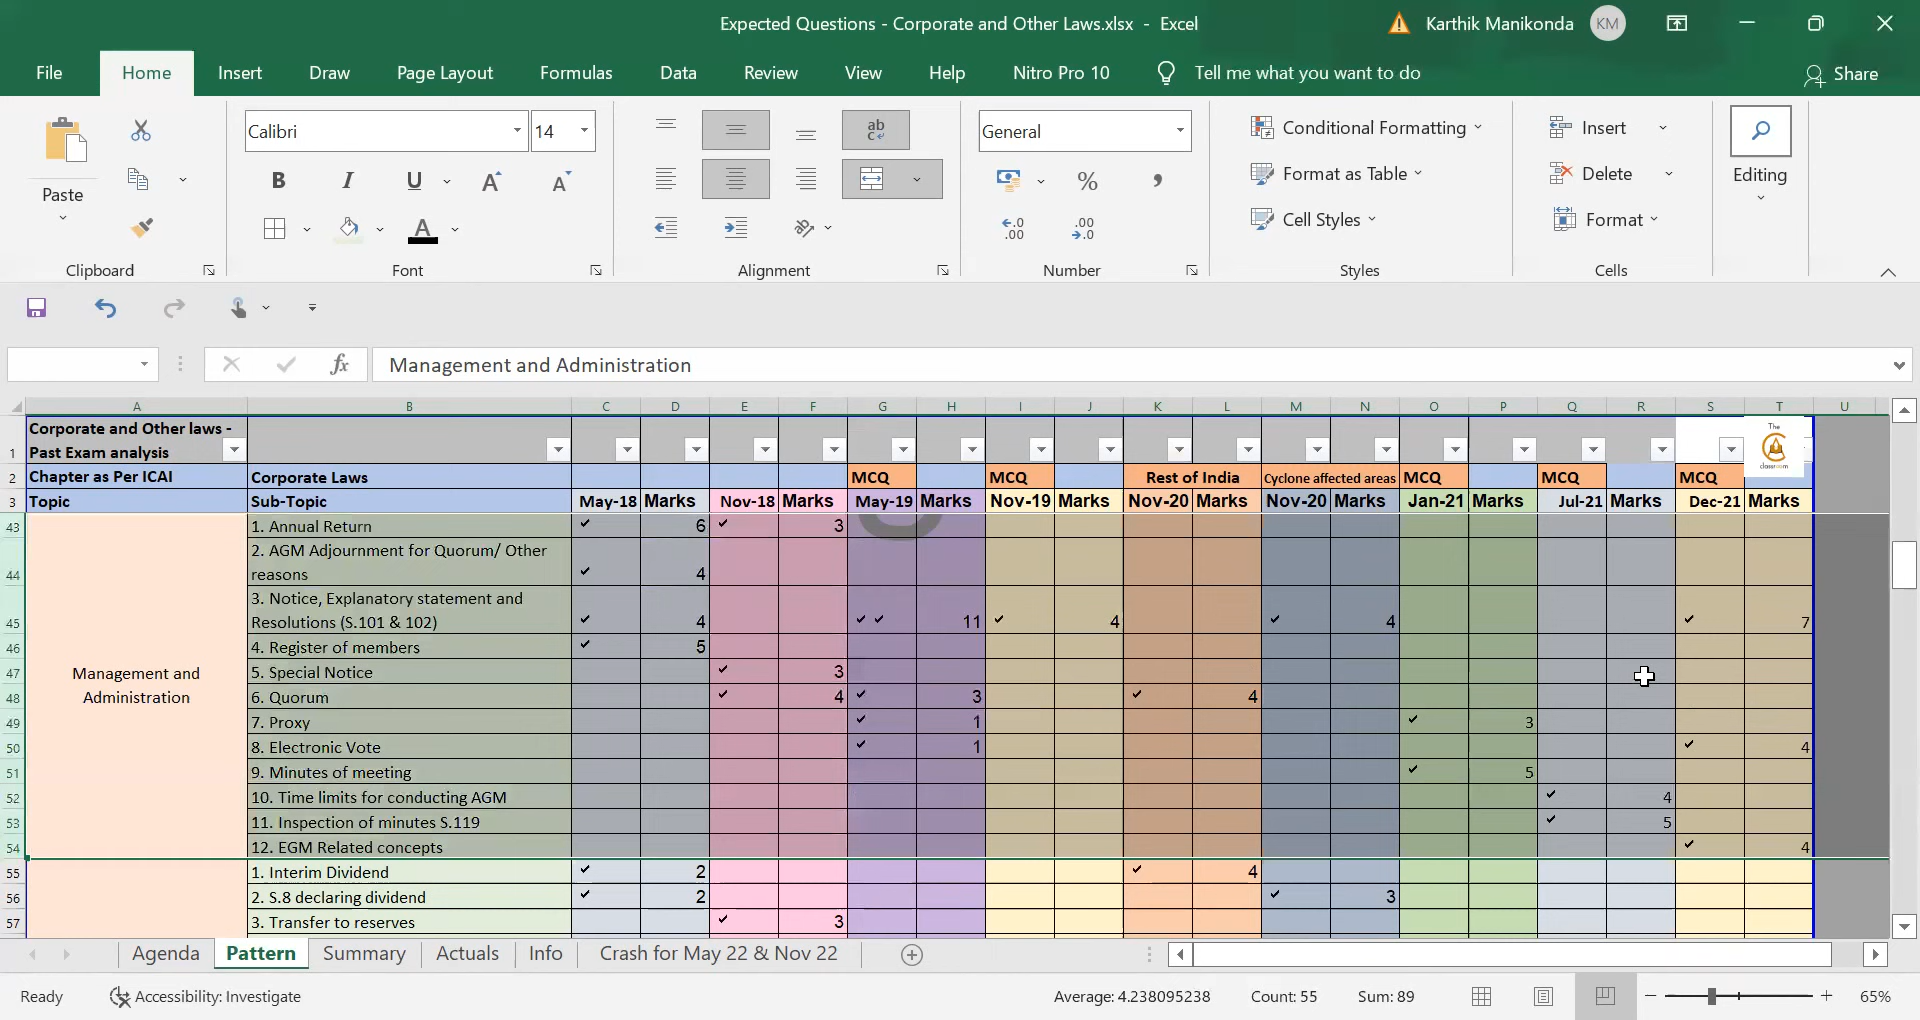 Expected Questions - Corporate and Other Laws.xlsx - Excel
Karthik Manikonda
KM
File Home Insert Draw Page Layout Formulas Data Review View Help Nitro Pro 10 Tell me what you want to do Share
Paste
Clipboard
Calibri 14
B I U A A
A
Font
ab
c
Alignment
General
% ,
.0 .00
.00 .0
Number
Conditional Formatting
Format as Table
Cell Styles
Styles
Insert
Delete
Format
Cells
Editing
fx Management and Administration
A B C D E F G H I J K L M N O P Q R S T U
1 Corporate and Other laws -
Past Exam analysis
The
classroom
2 Chapter as Per ICAI Corporate Laws MCQ MCQ Rest of India Cyclone affected areas MCQ MCQ MCQ
3 Topic Sub-Topic May-18 Marks Nov-18 Marks May-19 Marks Nov-19 Marks Nov-20 Marks Nov-20 Marks Jan-21 Marks Jul-21 Marks Dec-21 Marks
43 1. Annual Return ✓ 6 ✓ 3
2. AGM Adjournment for Quorum/ Other
44 reasons ✓ 4
3. Notice, Explanatory statement and
45 Resolutions (S.101 & 102) ✓ 4 ✓ ✓ 11 ✓ 4 ✓ 4 ✓ 7
46 4. Register of members ✓ 5
47 Management and 5. Special Notice ✓ 3
48 Administration 6. Quorum ✓ 4 ✓ 3 ✓ 4
49 7. Proxy ✓ 1 ✓ 3
50 8. Electronic Vote ✓ 1 ✓ 4
51 9. Minutes of meeting ✓ 5
52 10. Time limits for conducting AGM ✓ 4
53 11. Inspection of minutes S.119 ✓ 5
54 12. EGM Related concepts ✓ 4
55 1. Interim Dividend ✓ 2 ✓ 4
56 2. S.8 declaring dividend ✓ 2 ✓ 3
57 3. Transfer to reserves ✓ 3
Agenda Pattern Summary Actuals Info Crash for May 22 & Nov 22
Ready Accessibility: Investigate Average: 4.238095238 Count: 55 Sum: 89 65%